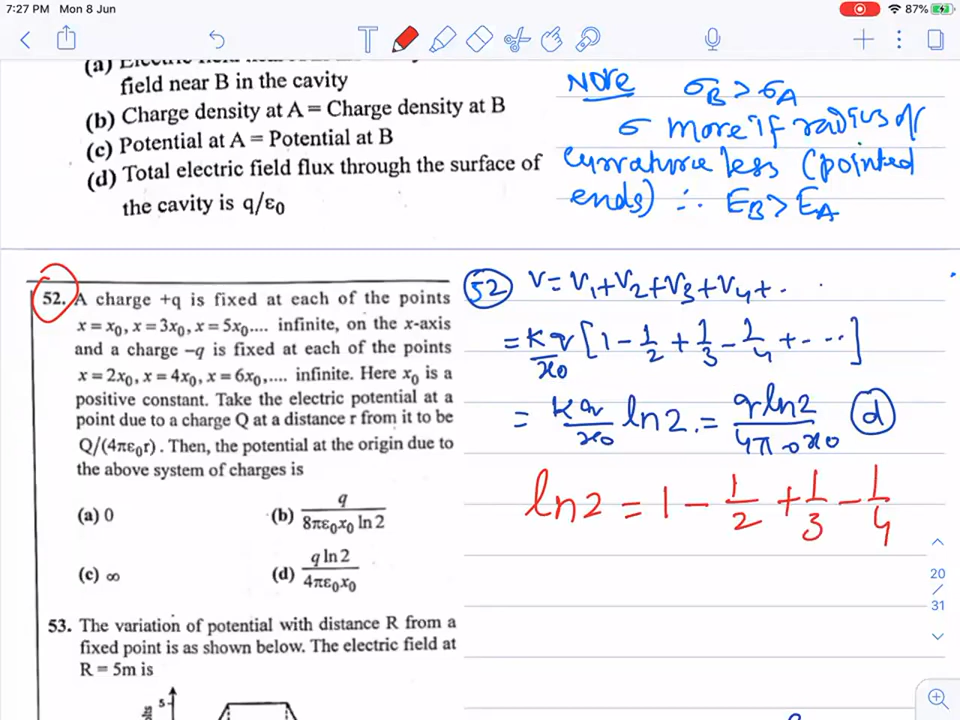 7:27 PM Mon 8 Jun
87%
field near B in the cavity
(b) Charge density at A = Charge density at B
(c) Potential at A = Potential at B
(d) Total electric field flux through the surface of
the cavity is q/ε0
NOTE σB > σA
σ more if radius of
curvature less (pointed
ends) ∴ EB > EA
52. A charge +q is fixed at each of the points
x = x0, x = 3x0, x = 5x0.... infinite, on the x-axis
and a charge –q is fixed at each of the points
x = 2x0, x = 4x0, x = 6x0,.... infinite. Here x0 is a
positive constant. Take the electric potential at a
point due to a charge Q at a distance r from it to be
Q/(4πε0r) . Then, the potential at the origin due to
the above system of charges is
(a) 0
(b) q / 8πε0x0 ln 2
(c) ∞
(d) q ln 2 / 4πε0x0
53. The variation of potential with distance R from a
fixed point is as shown below. The electric field at
R = 5m is
5
52 V = V1+V2+V3+V4+..
= Kq/x0 [1 - 1/2 + 1/3 - 1/4 + ...]
= Kq/x0 ln2. = q ln2 / 4π 0x0 (d)
ln2 = 1 - 1/2 + 1/3 - 1/4
20
/
31